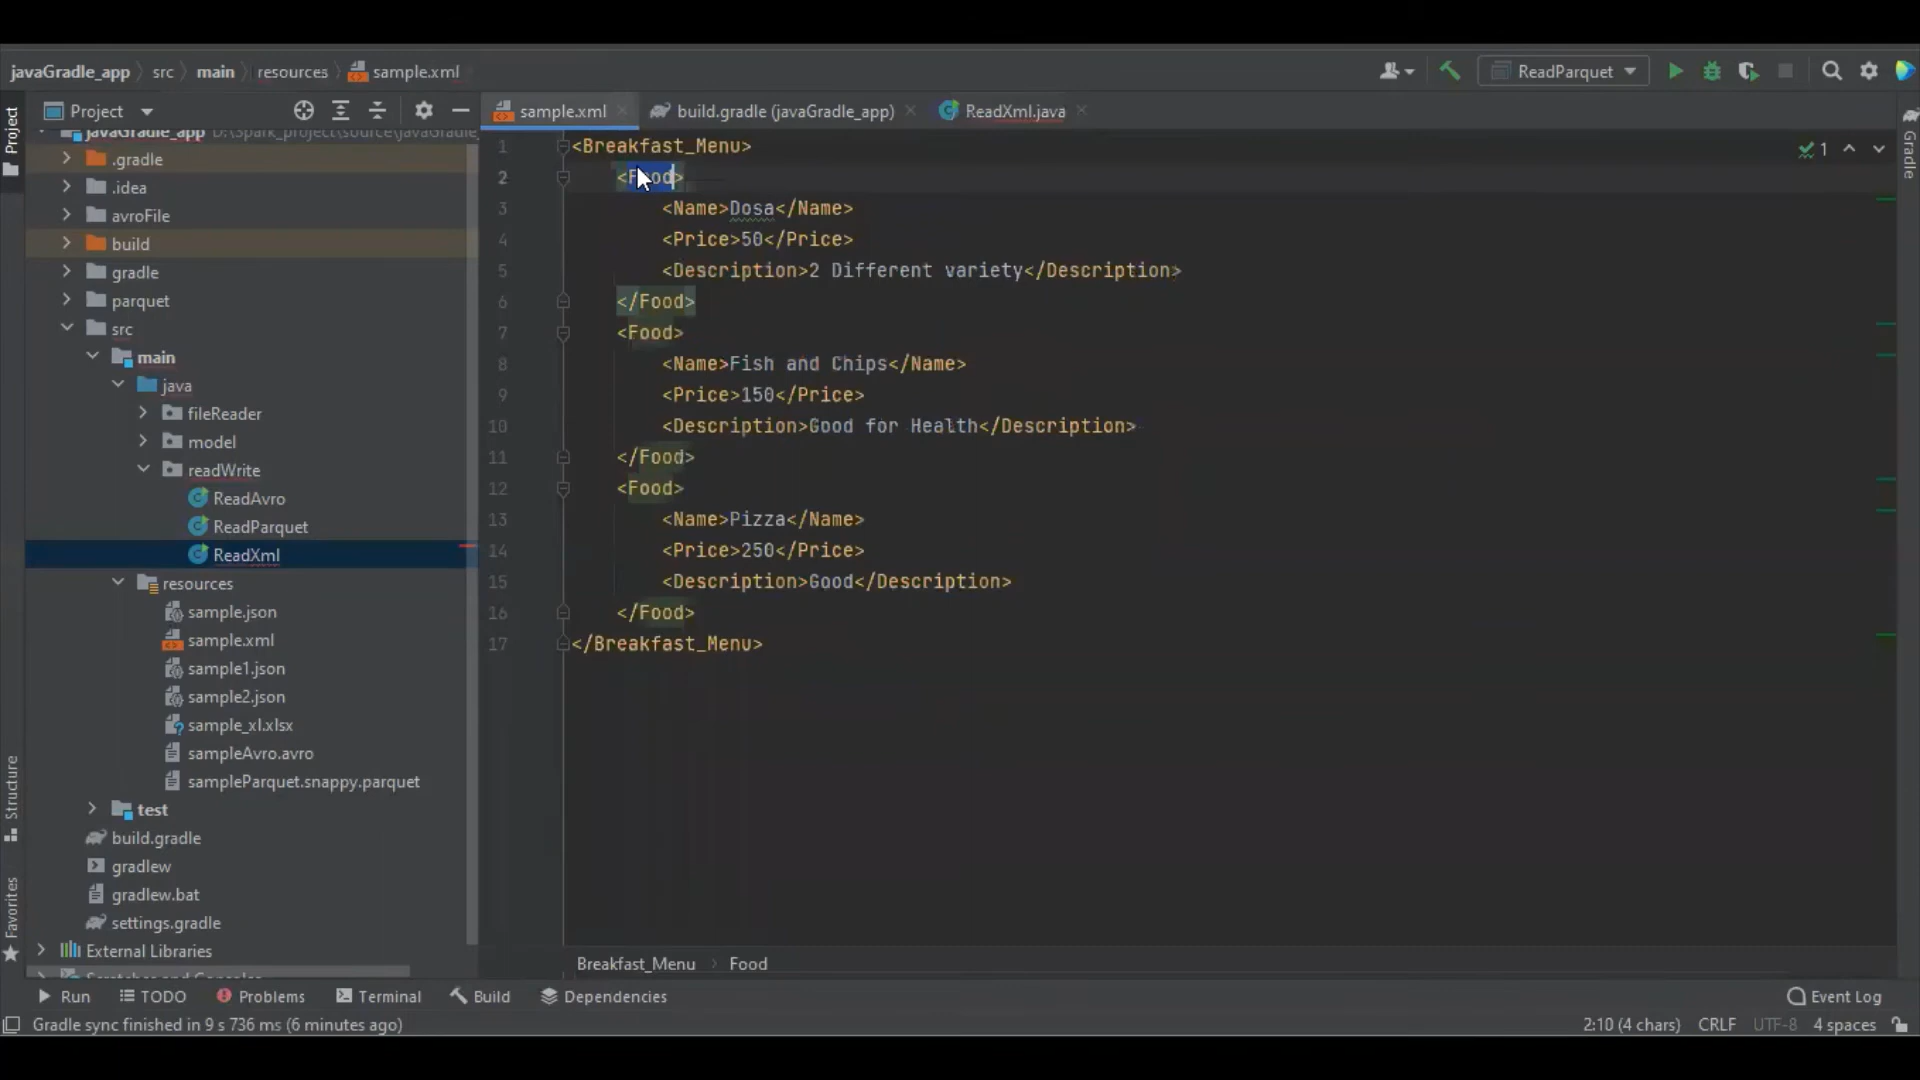 javaGradle_app src main resources sample.xml ReadParquet
Project sample.xml build.gradle (javaGradle_app) ReadXml.java
Project
javaGradle_app D:\Spark_project\source\javaGradle
.gradle
.idea
avroFile
build
gradle
parquet
src
main
java
fileReader
model
readWrite
ReadAvro
ReadParquet
ReadXml
resources
sample.json
sample.xml
sample1.json
sample2.json
sample_xl.xlsx
sampleAvro.avro
sampleParquet.snappy.parquet
test
build.gradle
gradlew
gradlew.bat
settings.gradle
External Libraries
Structure
Favorites
1 <Breakfast_Menu>
2 <Food>
3 <Name>Dosa</Name>
4 <Price>50</Price>
5 <Description>2 Different variety</Description>
6 </Food>
7 <Food>
8 <Name>Fish and Chips</Name>
9 <Price>150</Price>
10 <Description>Good for Health</Description>
11 </Food>
12 <Food>
13 <Name>Pizza</Name>
14 <Price>250</Price>
15 <Description>Good</Description>
16 </Food>
17 </Breakfast_Menu>
1
Gradle
Breakfast_Menu Food
Run TODO Problems Terminal Build Dependencies Event Log
Gradle sync finished in 9 s 736 ms (6 minutes ago) 2:10 (4 chars) CRLF UTF-8 4 spaces